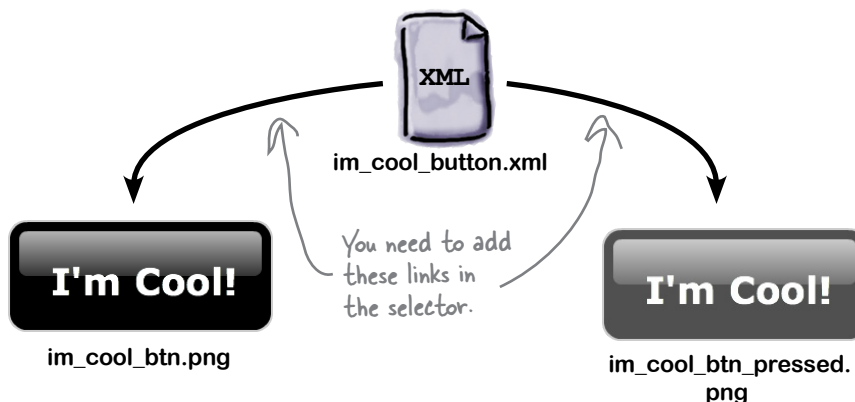 XML
im_cool_button.xml
You need to add
these links in
the selector.
I'm Cool!
im_cool_btn.png
I'm Cool!
im_cool_btn_pressed.
png